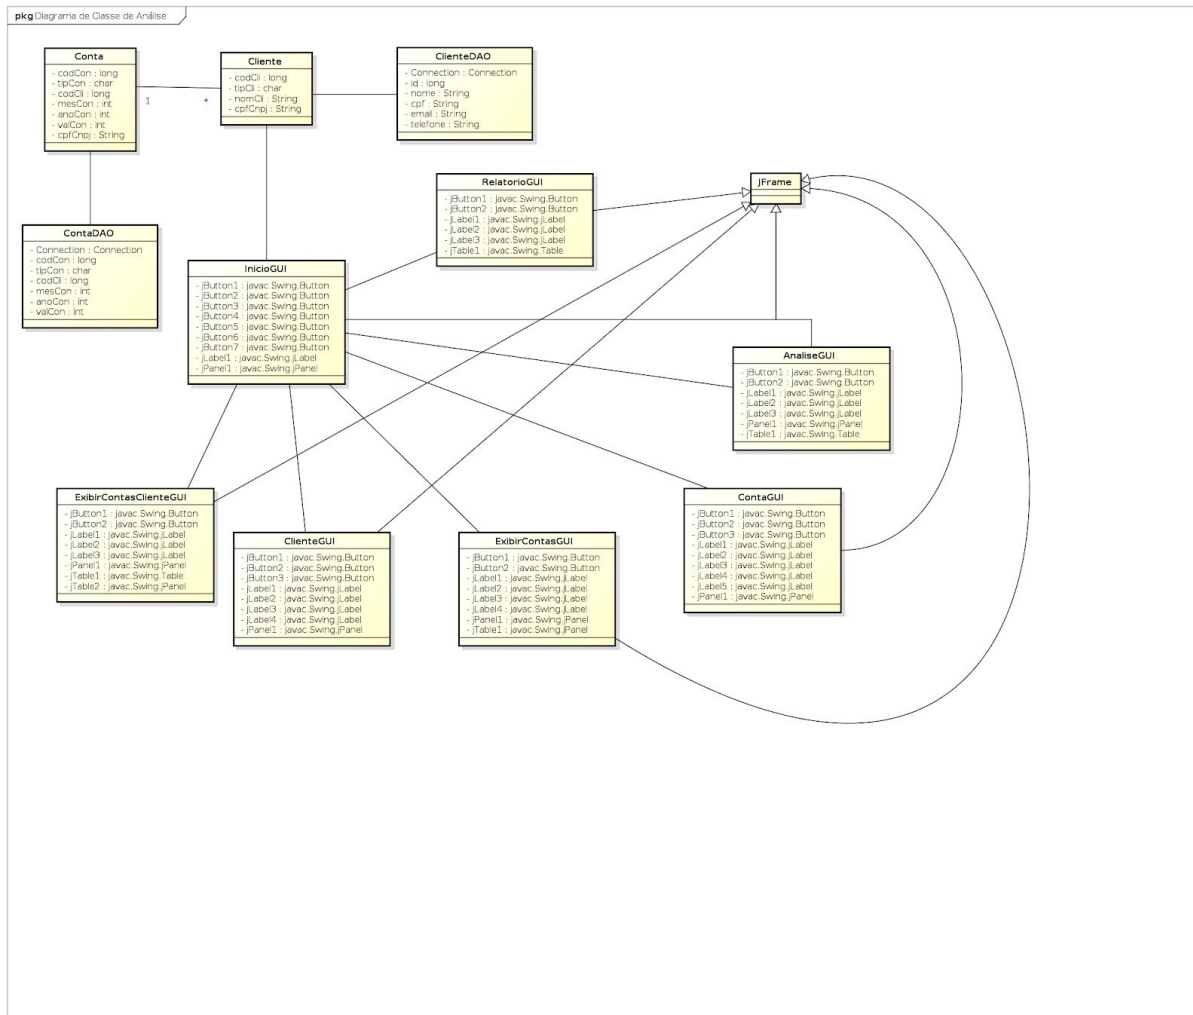 pkg Diagrama de Classe de Análise
Conta
- codCon : long
- tipCon : char
- codCli : long
- mesCon : int
- anoCon : int
- valCon : int
- cpfCnpj : String
1
*
Cliente
- codCli : long
- tipCli : char
- nomCli : String
- cpfCnpj : String
ClienteDAO
- Connection : Connection
- id : long
- nome : String
- cpf : String
- email : String
- telefone : String
RelatorioGUI
- jButton1 : javac.Swing.Button
- jButton2 : javac.Swing.Button
- jLabel1 : javac.Swing.jLabel
- jLabel2 : javac.Swing.jLabel
- jLabel3 : javac.Swing.jLabel
- jTable1 : javac.Swing.Table
JFrame
ContaDAO
- Connection : Connection
- codCon : long
- tipCon : char
- codCli : long
- mesCon : int
- anoCon : int
- valCon : int
InicioGUI
- jButton1 : javac.Swing.Button
- jButton2 : javac.Swing.Button
- jButton3 : javac.Swing.Button
- jButton4 : javac.Swing.Button
- jButton5 : javac.Swing.Button
- jButton6 : javac.Swing.Button
- jButton7 : javac.Swing.Button
- jLabel1 : javac.Swing.jLabel
- jPanel1 : javac.Swing.jPanel
AnaliseGUI
- jButton1 : javac.Swing.Button
- jButton2 : javac.Swing.Button
- jLabel1 : javac.Swing.jLabel
- jLabel2 : javac.Swing.jLabel
- jLabel3 : javac.Swing.jLabel
- jPanel1 : javac.Swing.jPanel
- jTable1 : javac.Swing.Table
ExibirContasClienteGUI
- jButton1 : javac.Swing.Button
- jButton2 : javac.Swing.Button
- jLabel1 : javac.Swing.jLabel
- jLabel2 : javac.Swing.jLabel
- jLabel3 : javac.Swing.jLabel
- jPanel1 : javac.Swing.jPanel
- jTable1 : javac.Swing.Table
- jTable2 : javac.Swing.jPanel
ClienteGUI
- jButton1 : javac.Swing.Button
- jButton2 : javac.Swing.Button
- jButton3 : javac.Swing.Button
- jLabel1 : javac.Swing.jLabel
- jLabel2 : javac.Swing.jLabel
- jLabel3 : javac.Swing.jLabel
- jLabel4 : javac.Swing.jLabel
- jPanel1 : javac.Swing.jPanel
ExibirContasGUI
- jButton1 : javac.Swing.Button
- jButton2 : javac.Swing.Button
- jLabel1 : javac.Swing.jLabel
- jLabel2 : javac.Swing.jLabel
- jLabel3 : javac.Swing.jLabel
- jLabel4 : javac.Swing.jLabel
- jPanel1 : javac.Swing.jPanel
- jTable1 : javac.Swing.jPanel
ContaGUI
- jButton1 : javac.Swing.Button
- jButton2 : javac.Swing.Button
- jButton3 : javac.Swing.Button
- jLabel1 : javac.Swing.jLabel
- jLabel2 : javac.Swing.jLabel
- jLabel3 : javac.Swing.jLabel
- jLabel4 : javac.Swing.jLabel
- jLabel5 : javac.Swing.jLabel
- jPanel1 : javac.Swing.jPanel